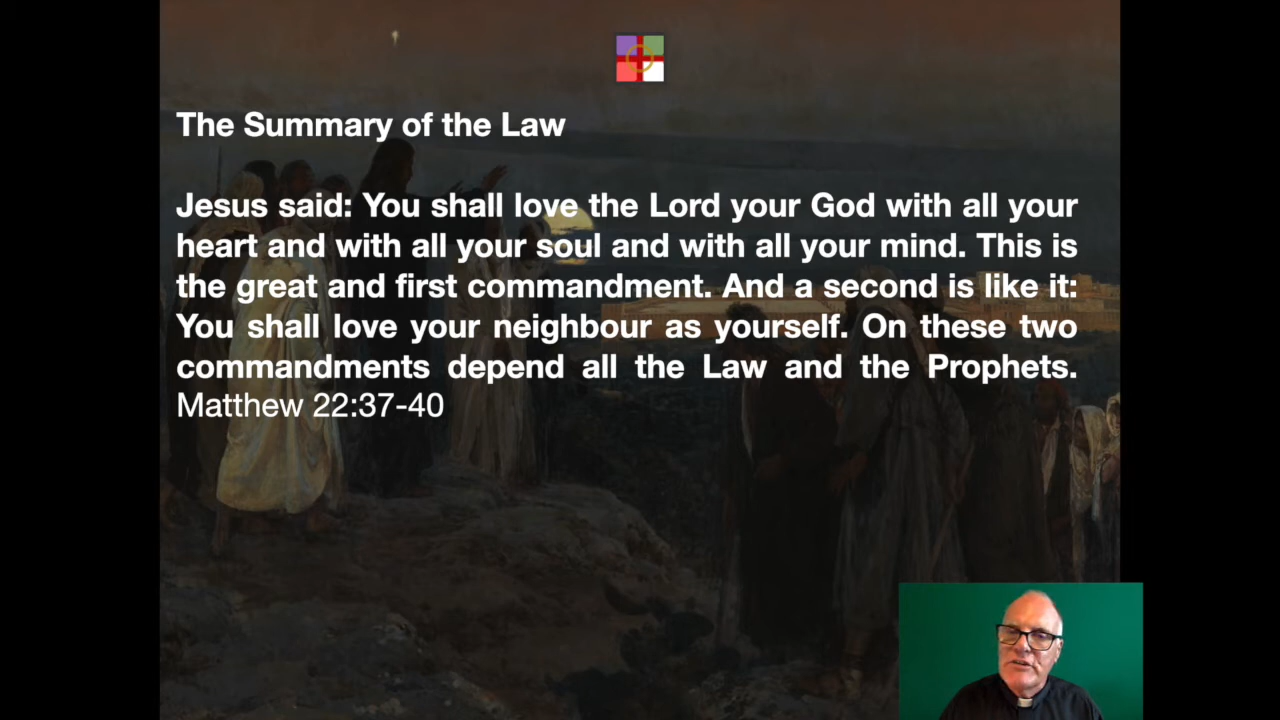 The Summary of the Law
Jesus said: You shall love the Lord your God with all your
heart and with all your soul and with all your mind. This is
the great and first commandment. And a second is like it:
You shall love your neighbour as yourself. On these two
commandments depend all the Law and the Prophets.
Matthew 22:37-40